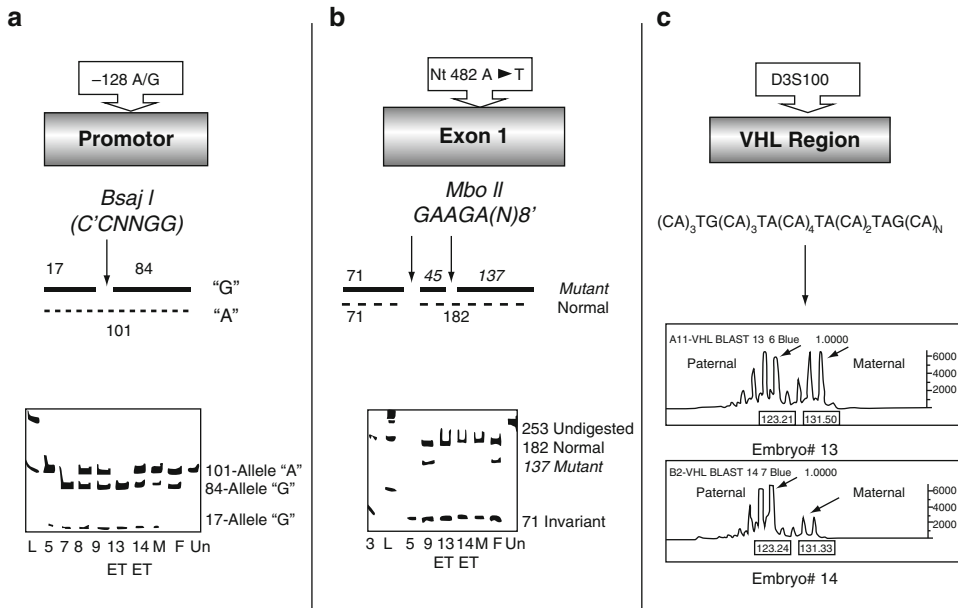 a
−128 A/G
Promotor
Bsaj I
(C'CNNGG)
17 84
"G"
"A"
101
101-Allele "A"
84-Allele "G"
17-Allele "G"
L 5 7 8 9 13 14 M F Un
ET ET
b
Nt 482 A ► T
Exon 1
Mbo II
GAAGA(N)8'
71 45 137
Mutant
Normal
71 182
253 Undigested
182 Normal
137 Mutant
71 Invariant
3 L 5 9 13 14 M F Un
ET ET
c
D3S100
VHL Region
(CA)3TG(CA)3TA(CA)4TA(CA)2TAG(CA)N
A11-VHL BLAST 13 6 Blue 1.0000
Paternal Maternal
6000
4000
2000
123.21 131.50
Embryo# 13
B2-VHL BLAST 14 7 Blue 1.0000
Paternal Maternal
6000
4000
2000
123.24 131.33
Embryo# 14